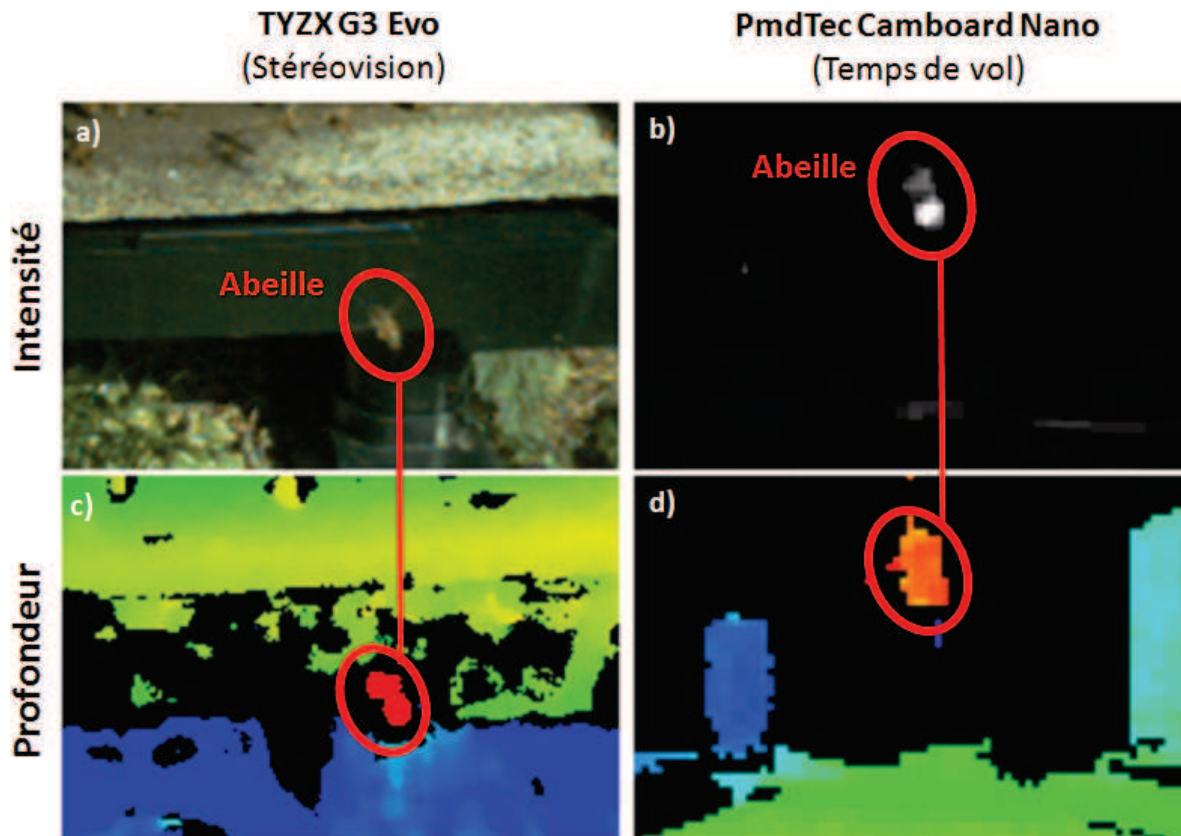 TYZX G3 Evo
(Stéréovision)
PmdTec Camboard Nano
(Temps de vol)
Intensité
a)
Abeille
b)
Abeille
Profondeur
c)
d)